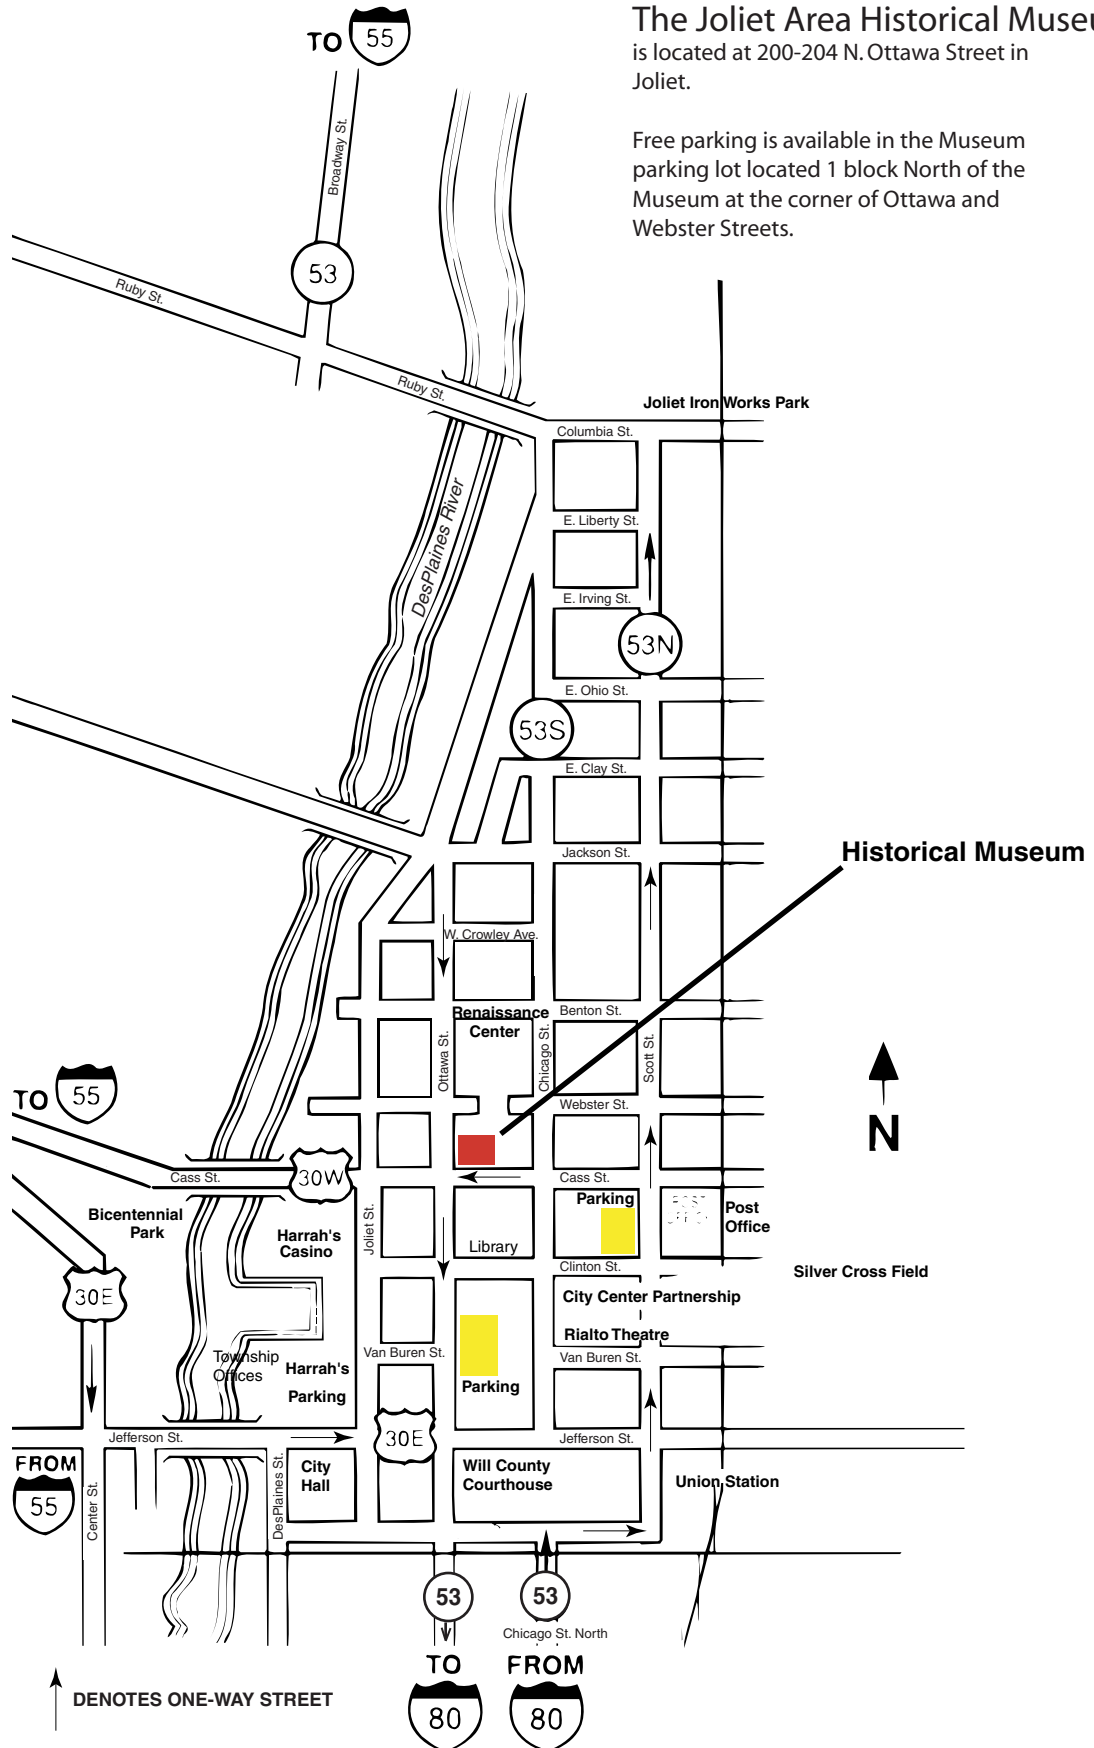 The Joliet Area Historical Museu
is located at 200-204 N. Ottawa Street in
Joliet.
Free parking is available in the Museum
parking lot located 1 block North of the
Museum at the corner of Ottawa and
Webster Streets.
TO 55
Broadway St.
53
Ruby St.
Ruby St.
Joliet Iron Works Park
Columbia St.
DesPlaines River
E. Liberty St.
E. Irving St.
53N
E. Ohio St.
53S
E. Clay St.
Jackson St.
Historical Museum
W. Crowley Ave.
Renaissance
Center
Benton St.
Ottawa St.
Chicago St.
Scott St.
TO 55
Webster St.
N
Cass St.
30W
Cass St.
Parking
POST
OFFICE
Post
Office
Bicentennial
Park
Harrah's
Casino
Joliet St.
Library
Clinton St.
Silver Cross Field
30E
City Center Partnership
Rialto Theatre
Township
Offices
Harrah's
Parking
Van Buren St.
Van Buren St.
Parking
Jefferson St.
30E
Jefferson St.
FROM
55
Center St.
DesPlaines St.
City
Hall
Will County
Courthouse
Union Station
53
53
Chicago St. North
TO
80
FROM
80
DENOTES ONE-WAY STREET